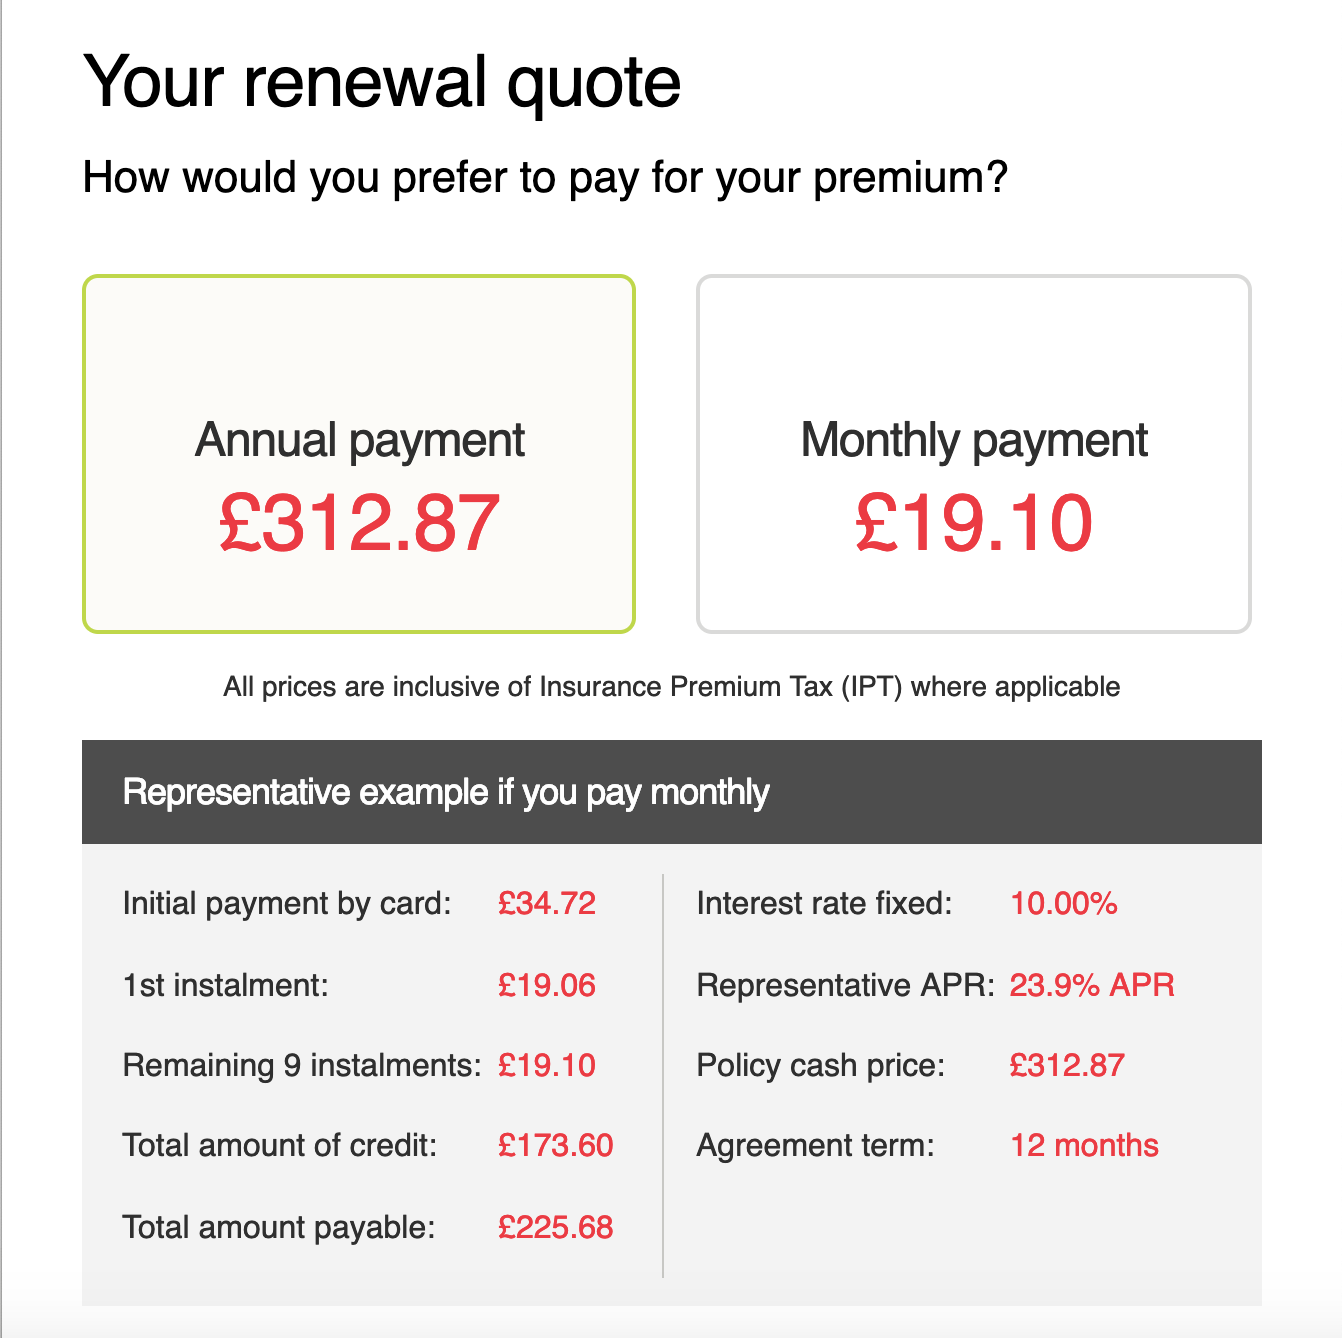 Your renewal quote
How would you prefer to pay for your premium?
Annual payment
£312.87
Monthly payment
£19.10
All prices are inclusive of Insurance Premium Tax (IPT) where applicable
Representative example if you pay monthly
Initial payment by card: £34.72
1st instalment: £19.06
Remaining 9 instalments: £19.10
Total amount of credit: £173.60
Total amount payable: £225.68
Interest rate fixed: 10.00%
Representative APR: 23.9% APR
Policy cash price: £312.87
Agreement term: 12 months